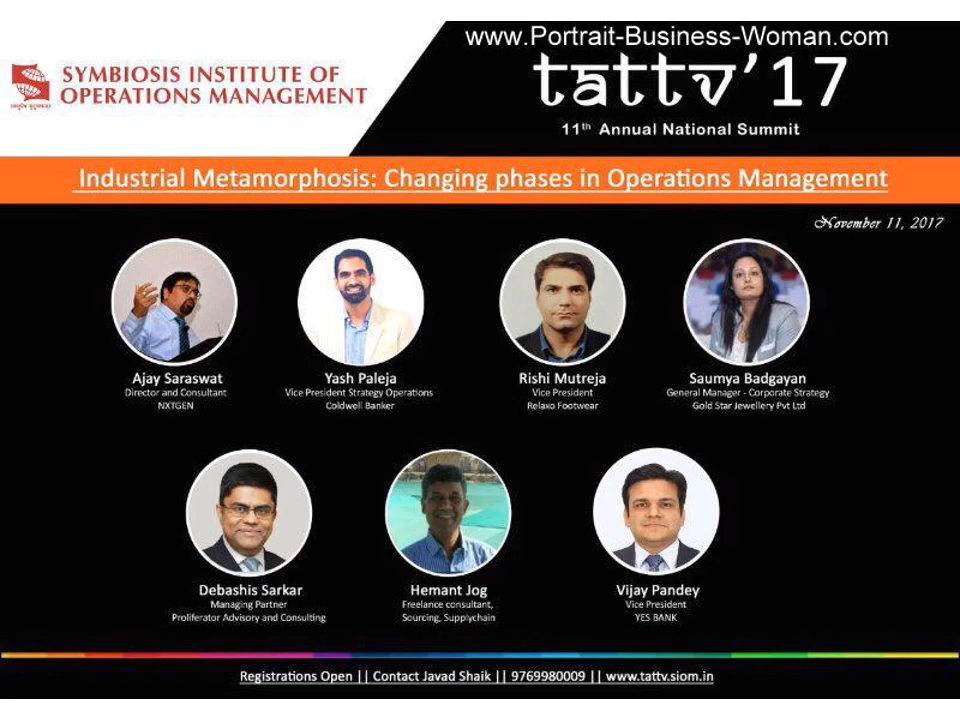 www.Portrait-Business-Woman.com
SYMBIOSIS INSTITUTE OF
OPERATIONS MANAGEMENT
tattv'17
11th Annual National Summit
Industrial Metamorphosis: Changing phases in Operations Management
November 11, 2017
Ajay Saraswat
Director and Consultant
NXTGEN
Yash Paleja
Vice President Strategy Operations
Coldwell Banker
Rishi Mutreja
Vice President
Relaxo Footwear
Saumya Badgayan
General Manager - Corporate Strategy
Gold Star Jewellery Pvt Ltd
Debashis Sarkar
Managing Partner
Proliferator Advisory and Consulting
Hemant Jog
Freelance consultant,
Sourcing, Supplychain
Vijay Pandey
Vice President
YES BANK
Registrations Open || Contact Javad Shaik || 9769980009 || www.tattv.siom.in